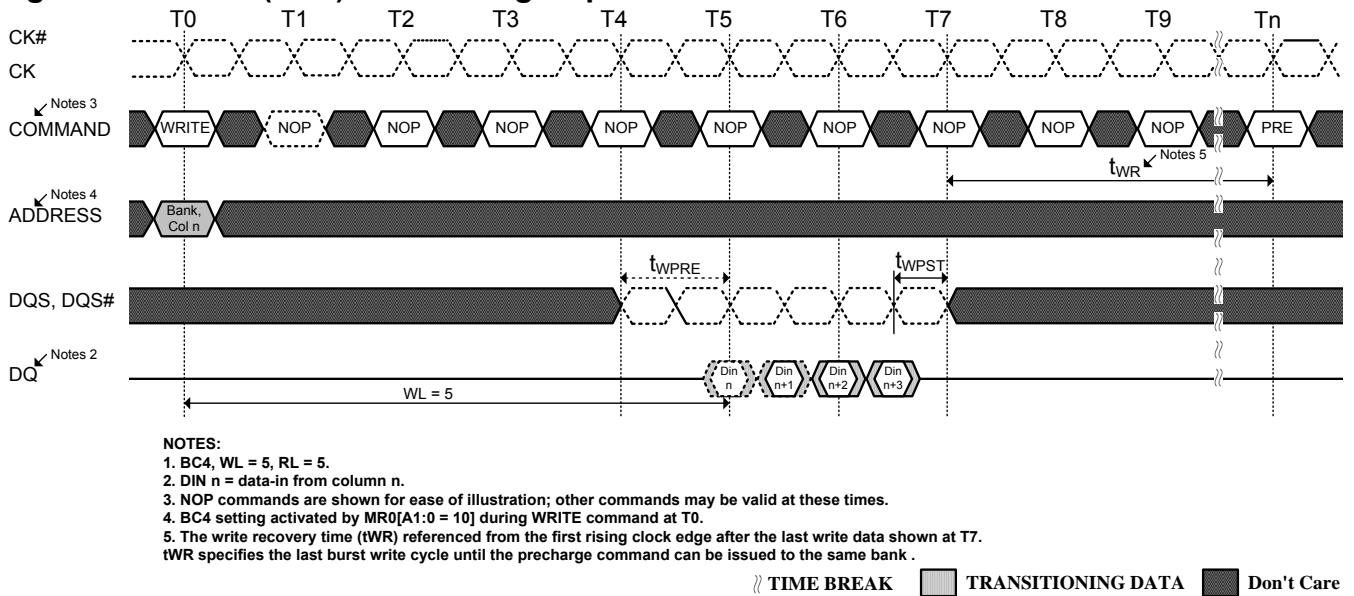 T0 T1 T2 T3 T4 T5 T6 T7 T8 T9 Tn
CK#
CK
Notes 3
COMMAND
WRITE NOP NOP NOP NOP NOP NOP NOP NOP NOP PRE
tWR Notes 5
Notes 4
ADDRESS
Bank,
Col n
tWPRE tWPST
DQS, DQS#
Notes 2
DQ
Din
n
Din
n+1
Din
n+2
Din
n+3
WL = 5
NOTES:
1. BC4, WL = 5, RL = 5.
2. DIN n = data-in from column n.
3. NOP commands are shown for ease of illustration; other commands may be valid at these times.
4. BC4 setting activated by MR0[A1:0 = 10] during WRITE command at T0.
5. The write recovery time (tWR) referenced from the first rising clock edge after the last write data shown at T7.
tWR specifies the last burst write cycle until the precharge command can be issued to the same bank .
TIME BREAK TRANSITIONING DATA Don't Care